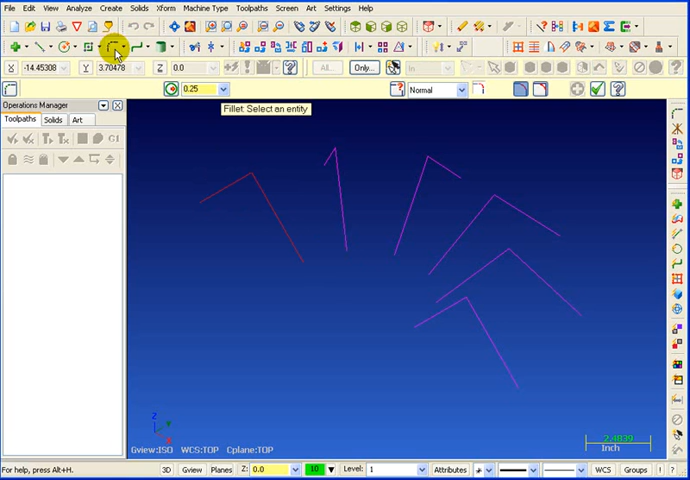 File Edit View Analyze Create Solids Xform Machine Type Toolpaths Screen Art Settings Help
X -14.45308 Y 3.70478 Z 0.0 All... Only... In
0.25 Normal
Operations Manager
Fillet: Select an entity
Toolpaths Solids Art
G1
Z
Y
X
2.4839
Gview:ISO WCS:TOP Cplane:TOP
Inch
For help, press Alt+H. 3D Gview Planes Z: 0.0 10 Level: 1 Attributes WCS Groups ! ?